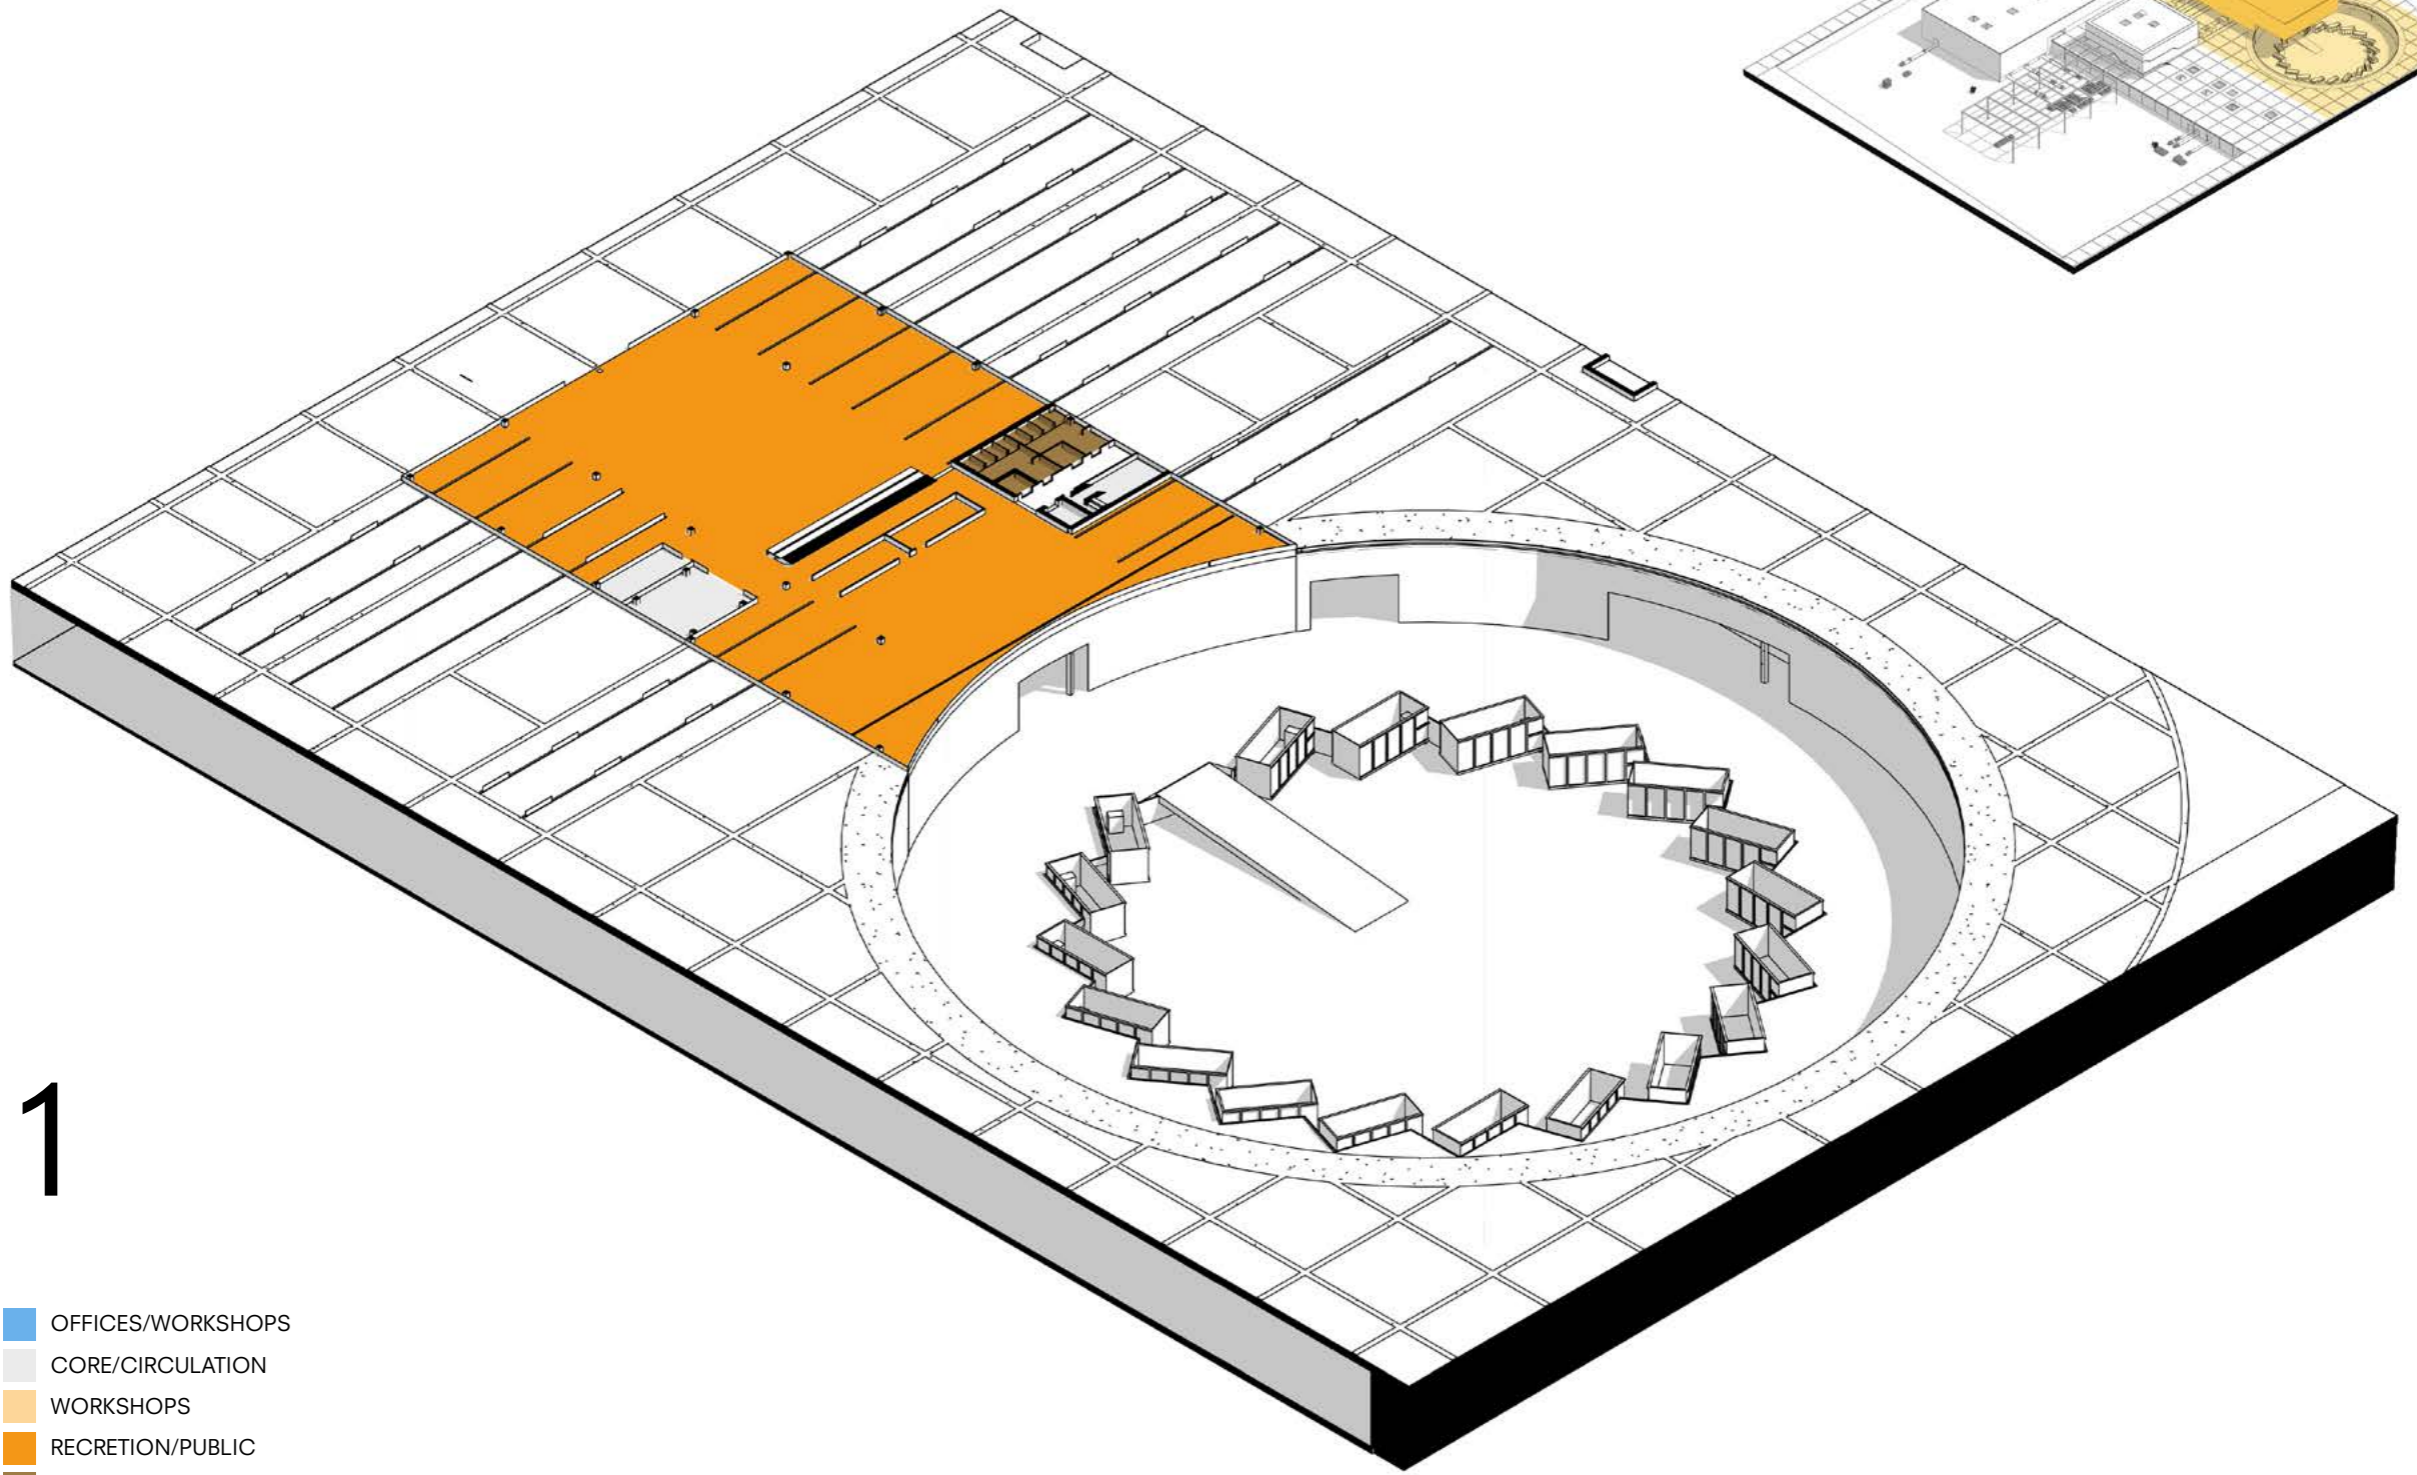 1
OFFICES/WORKSHOPS
CORE/CIRCULATION
WORKSHOPS
RECRETION/PUBLIC